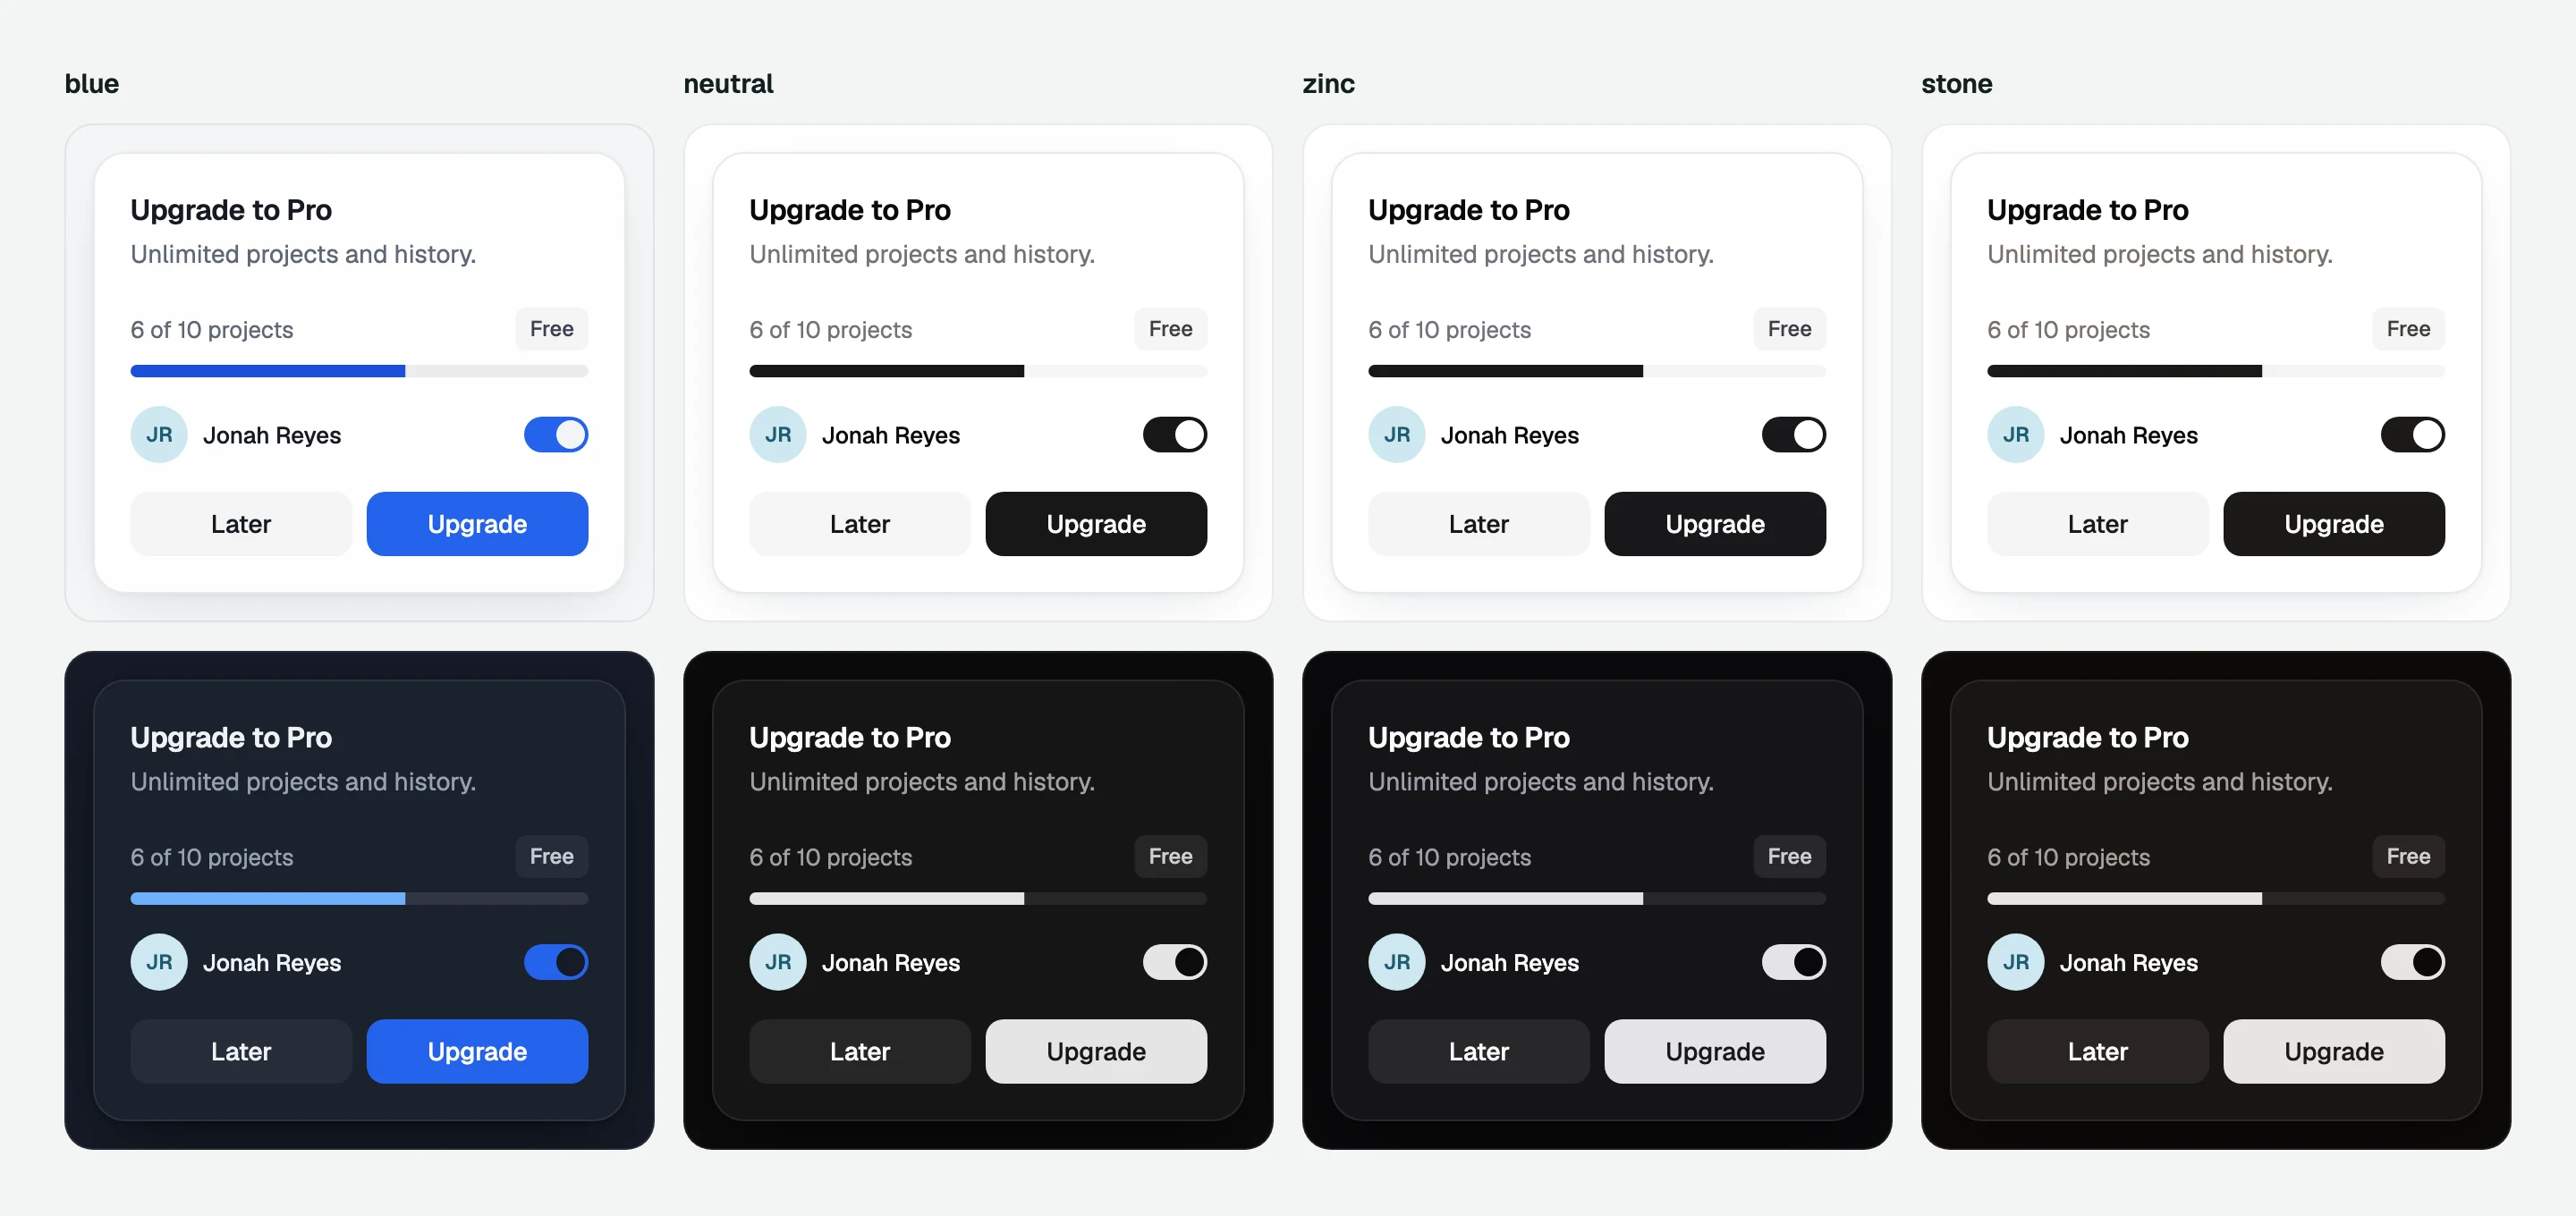 blue
Upgrade to Pro
Unlimited projects and history.
6 of 10 projects
Free
JR
Jonah Reyes
Later
Upgrade
Upgrade to Pro
Unlimited projects and history.
6 of 10 projects
Free
JR
Jonah Reyes
Later
Upgrade
neutral
Upgrade to Pro
Unlimited projects and history.
6 of 10 projects
Free
JR
Jonah Reyes
Later
Upgrade
Upgrade to Pro
Unlimited projects and history.
6 of 10 projects
Free
JR
Jonah Reyes
Later
Upgrade
zinc
Upgrade to Pro
Unlimited projects and history.
6 of 10 projects
Free
JR
Jonah Reyes
Later
Upgrade
Upgrade to Pro
Unlimited projects and history.
6 of 10 projects
Free
JR
Jonah Reyes
Later
Upgrade
stone
Upgrade to Pro
Unlimited projects and history.
6 of 10 projects
Free
JR
Jonah Reyes
Later
Upgrade
Upgrade to Pro
Unlimited projects and history.
6 of 10 projects
Free
JR
Jonah Reyes
Later
Upgrade